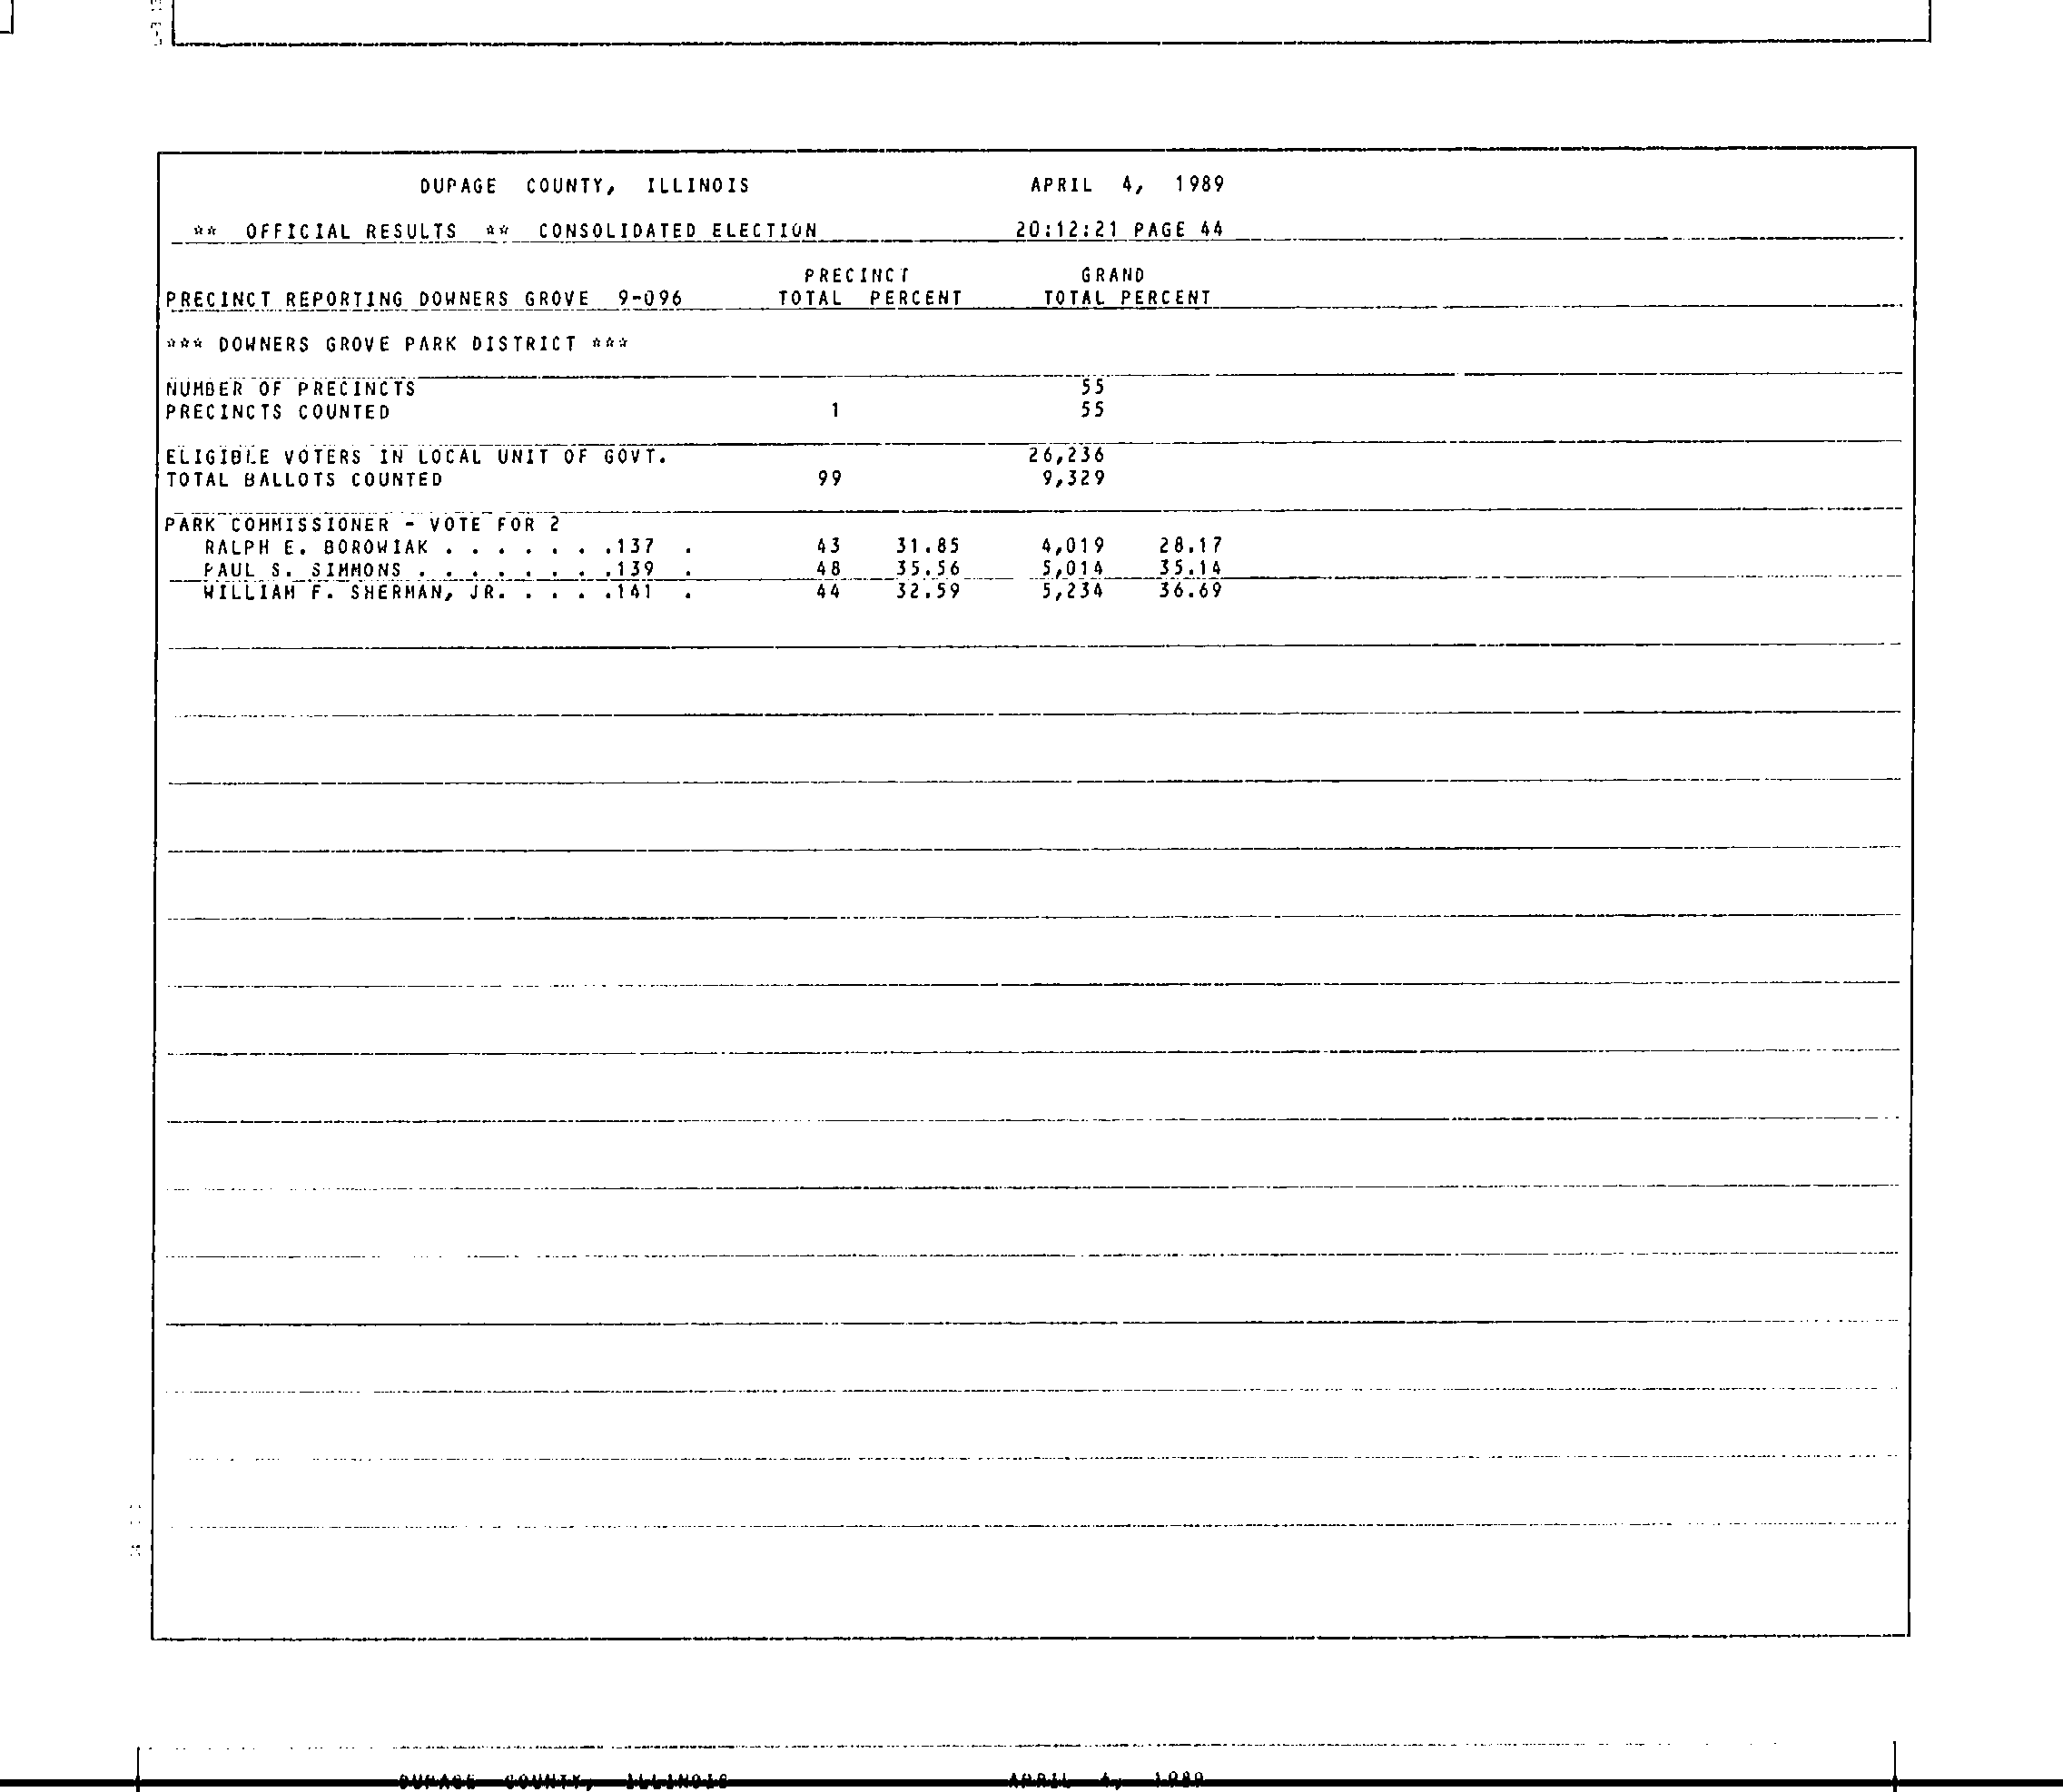 DUPAGE COUNTY, ILLINOIS APRIL 4, 1989
** OFFICIAL RESULTS ** CONSOLIDATED ELECTION 20:12:21 PAGE 44
PRECINCT GRAND
PRECINCT REPORTING DOWNERS GROVE 9-096 TOTAL PERCENT TOTAL PERCENT
*** DOWNERS GROVE PARK DISTRICT ***
NUMBER OF PRECINCTS 55
PRECINCTS COUNTED 1 55
ELIGIBLE VOTERS IN LOCAL UNIT OF GOVT. 26,236
TOTAL BALLOTS COUNTED 99 9,329
PARK COMMISSIONER - VOTE FOR 2
RALPH E. BOROWIAK . . . . . . .137 . 43 31.85 4,019 28.17
PAUL S. SIMMONS . . . . . . . .139 . 48 35.56 5,014 35.14
WILLIAM F. SHERMAN, JR. . . . .141 . 44 32.59 5,234 36.69
DUPAGE COUNTY, ILLINOIS APRIL 4, 1989